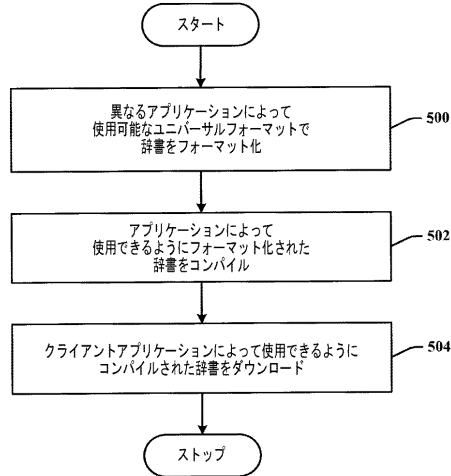 スタート
異なるアプリケーションによって
使用可能なユニバーサルフォーマットで
辞書をフォーマット化
500
アプリケーションによって
使用できるようにフォーマット化された
辞書をコンパイル
502
クライアントアプリケーションによって使用できるように
コンパイルされた辞書をダウンロード
504
ストップ